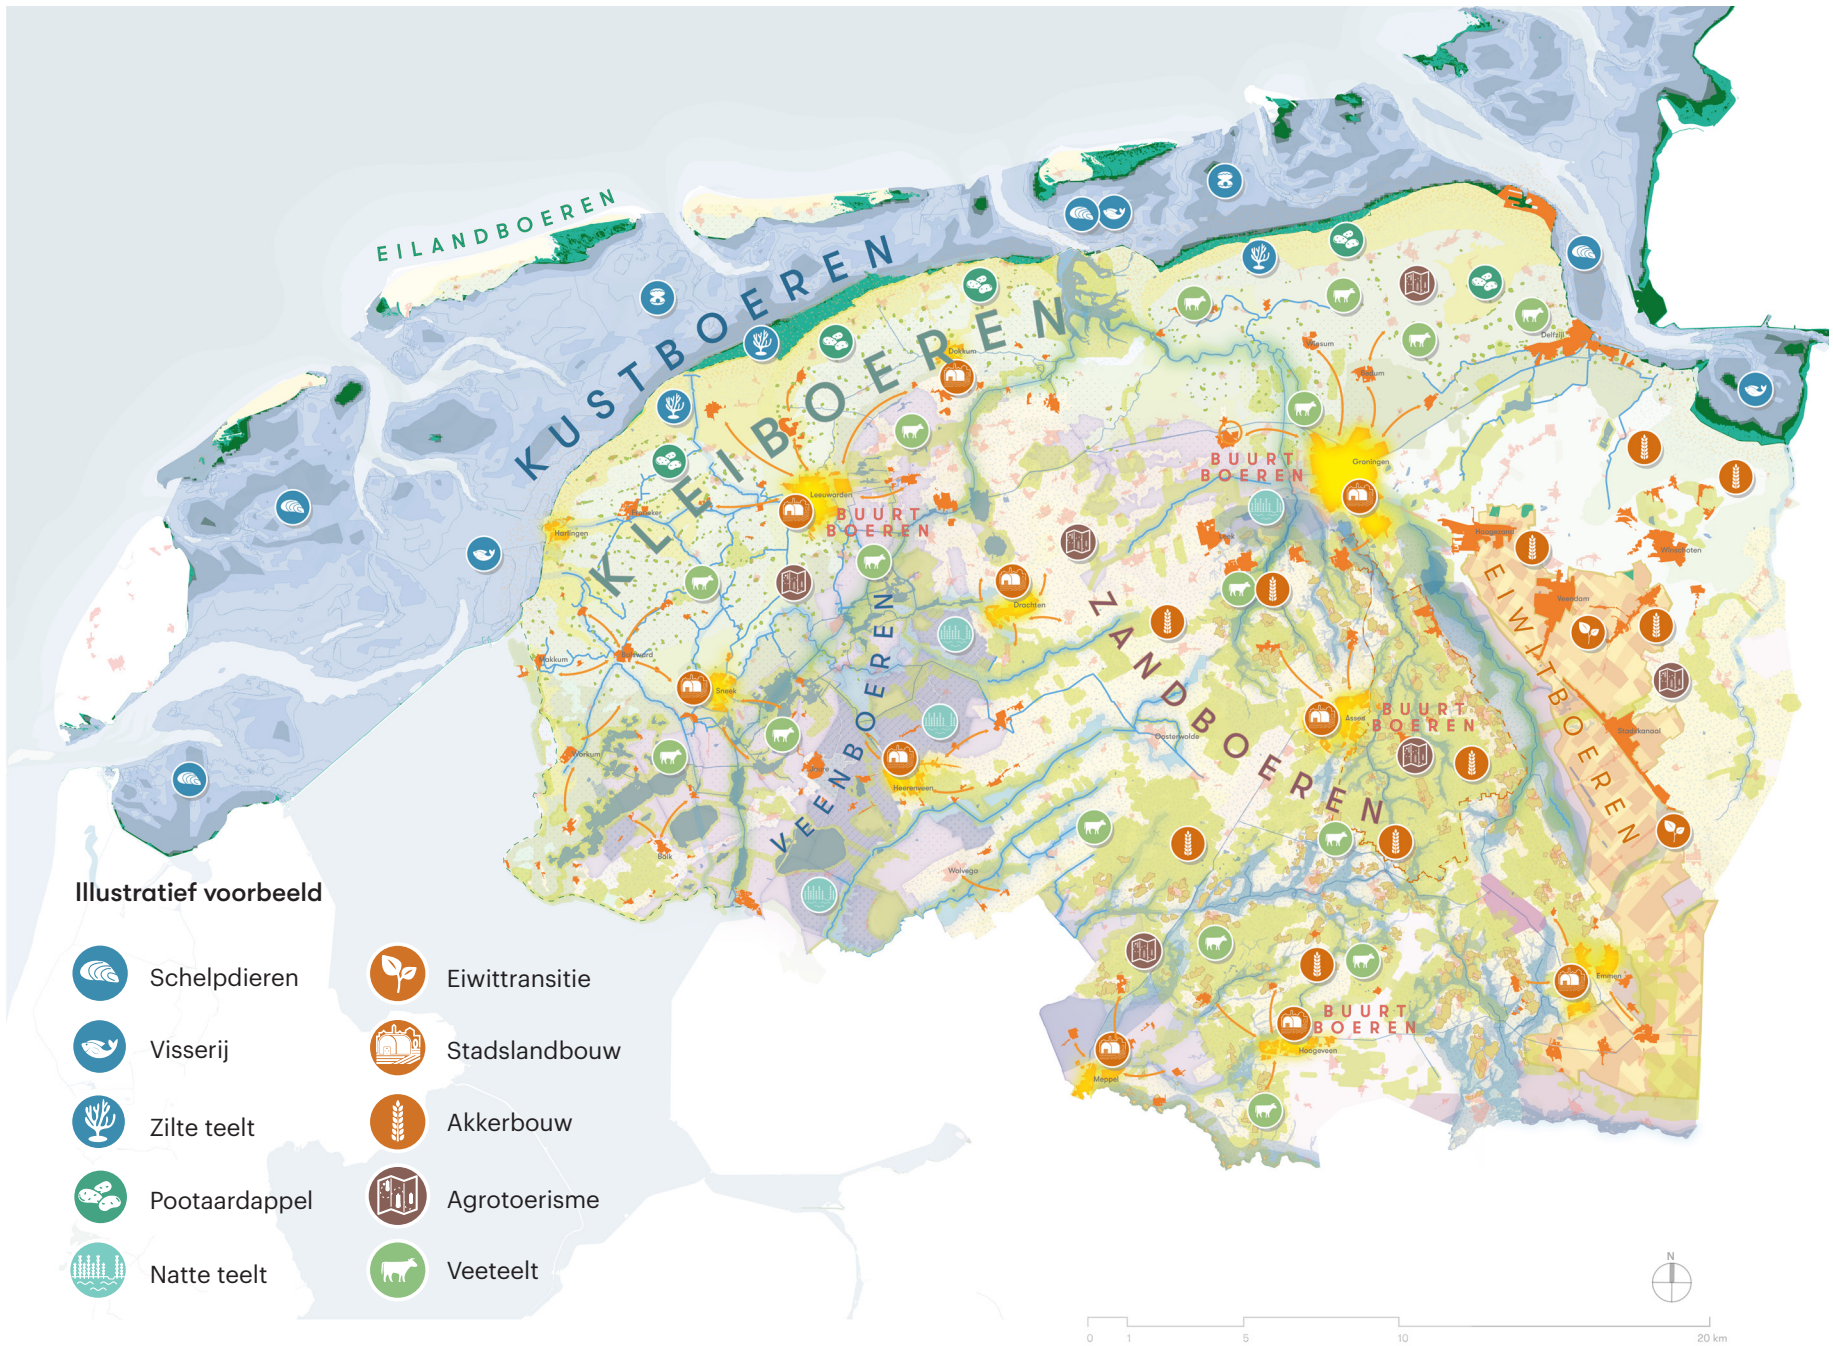 EILANDBOEREN
KUSTBOEREN
KLEIBOEREN
Dokkum
Winsum
Bedum
Delfzijl
BUURT
BOEREN
Groningen
Leeuwarden
BUURT
BOEREN
Franeker
Harlingen
Leek
Hoogezand
Winschoten
EIWITBOEREN
Veendam
Drachten
ZANDBOEREN
VEENBOEREN
Makkum
Bolsward
Sneek
BUURT
BOEREN
Assen
Stadskanaal
Oosterwolde
Workum
Joure
Heerenveen
Balk
Wolvega
Emmen
BUURT
BOEREN
Hoogeveen
Meppel
Illustratief voorbeeld
Schelpdieren
Visserij
Zilte teelt
Pootaardappel
Natte teelt
Eiwittransitie
Stadslandbouw
Akkerbouw
Agrotoerisme
Veeteelt
N
0 1 5 10 20 km